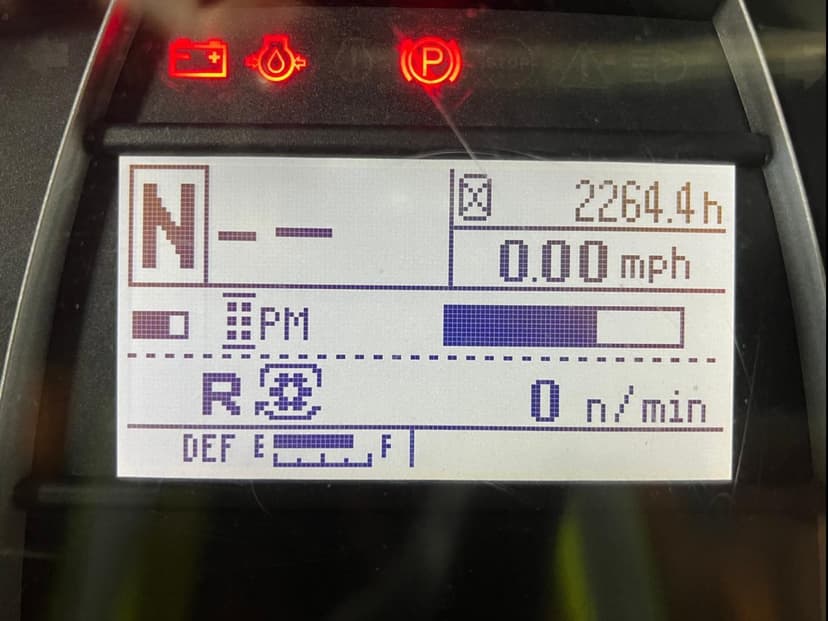 P
N – –
2264.4h
0.00 mph
PM
R
0 n/min
DEF E F